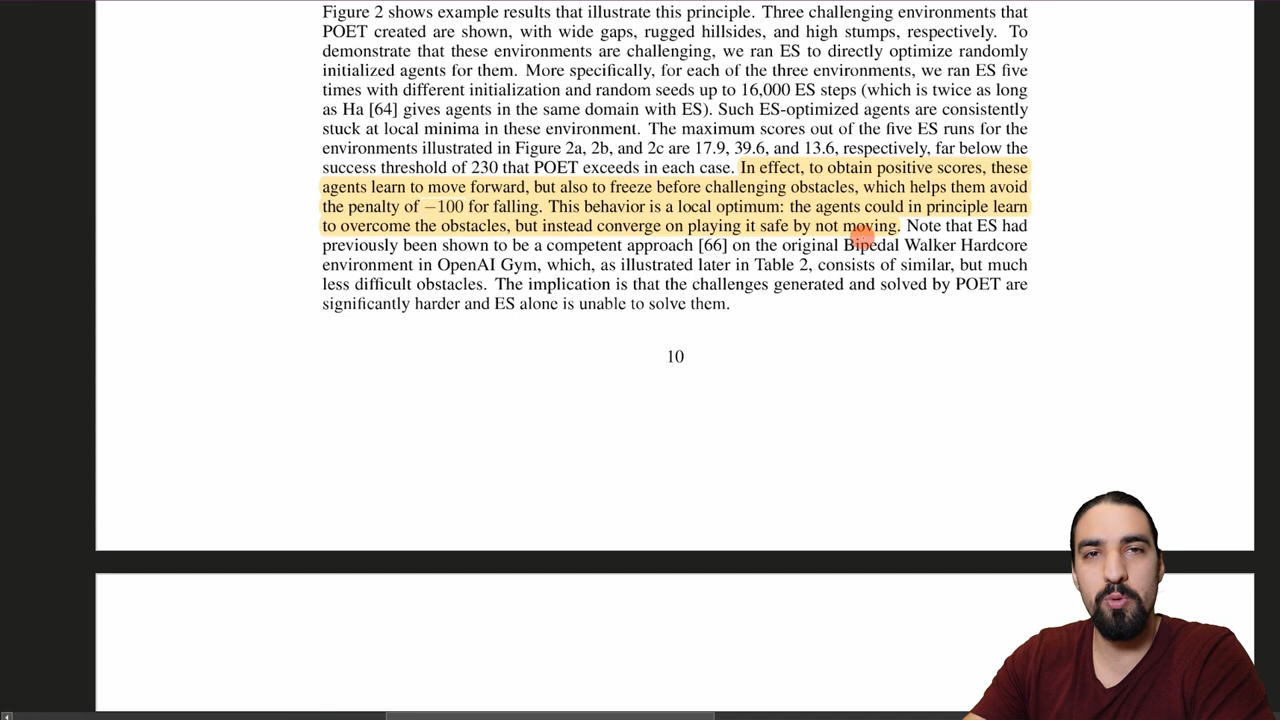 Figure 2 shows example results that illustrate this principle. Three challenging environments that
POET created are shown, with wide gaps, rugged hillsides, and high stumps, respectively. To
demonstrate that these environments are challenging, we ran ES to directly optimize randomly
initialized agents for them. More specifically, for each of the three environments, we ran ES five
times with different initialization and random seeds up to 16,000 ES steps (which is twice as long
as Ha [64] gives agents in the same domain with ES). Such ES-optimized agents are consistently
stuck at local minima in these environment. The maximum scores out of the five ES runs for the
environments illustrated in Figure 2a, 2b, and 2c are 17.9, 39.6, and 13.6, respectively, far below the
success threshold of 230 that POET exceeds in each case. In effect, to obtain positive scores, these
agents learn to move forward, but also to freeze before challenging obstacles, which helps them avoid
the penalty of −100 for falling. This behavior is a local optimum: the agents could in principle learn
to overcome the obstacles, but instead converge on playing it safe by not moving. Note that ES had
previously been shown to be a competent approach [66] on the original Bipedal Walker Hardcore
environment in OpenAI Gym, which, as illustrated later in Table 2, consists of similar, but much
less difficult obstacles. The implication is that the challenges generated and solved by POET are
significantly harder and ES alone is unable to solve them.
10